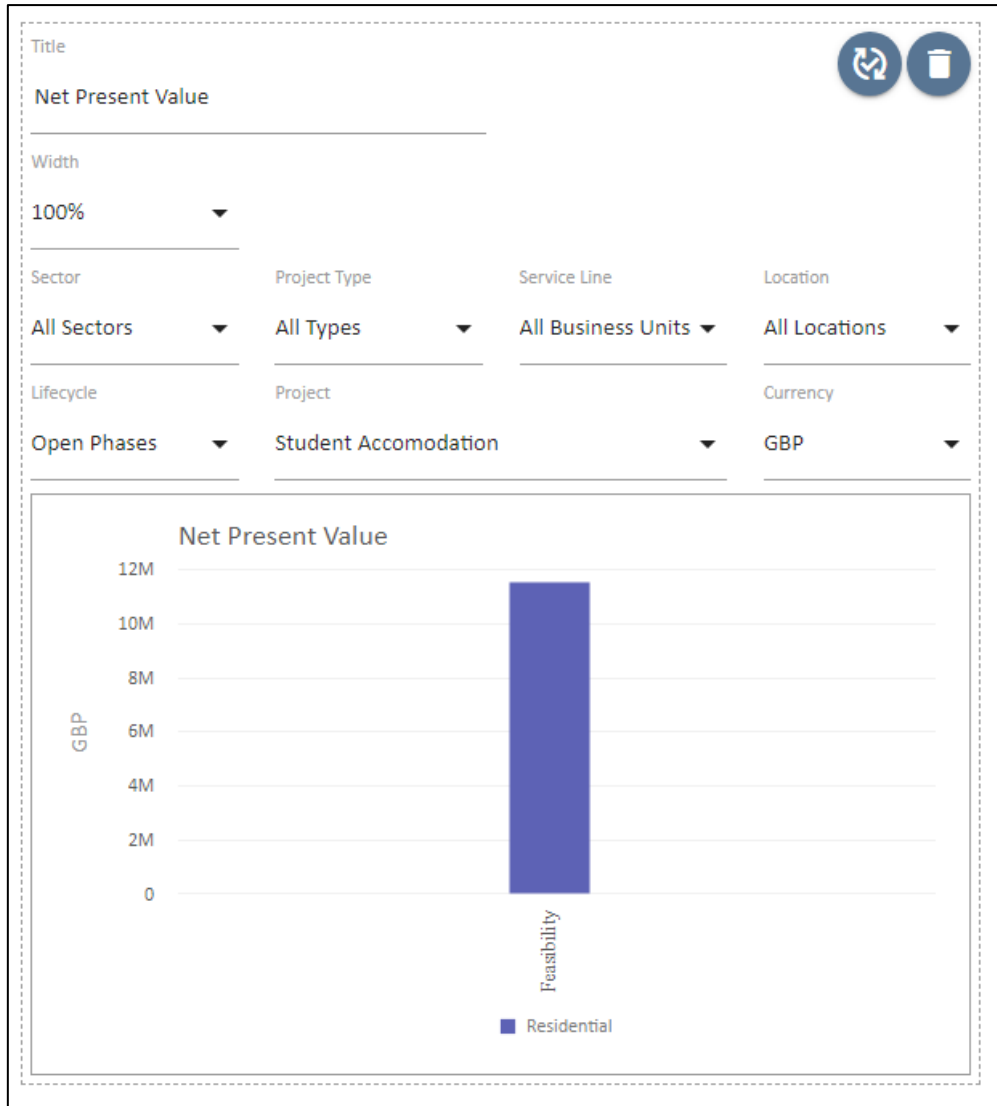 Title
Net Present Value
Width
100%
Sector Project Type Service Line Location
All Sectors All Types All Business Units All Locations
Lifecycle Project Currency
Open Phases Student Accomodation GBP
Net Present Value
12M
10M
8M
6M
4M
2M
0
GBP
Feasibility
Residential